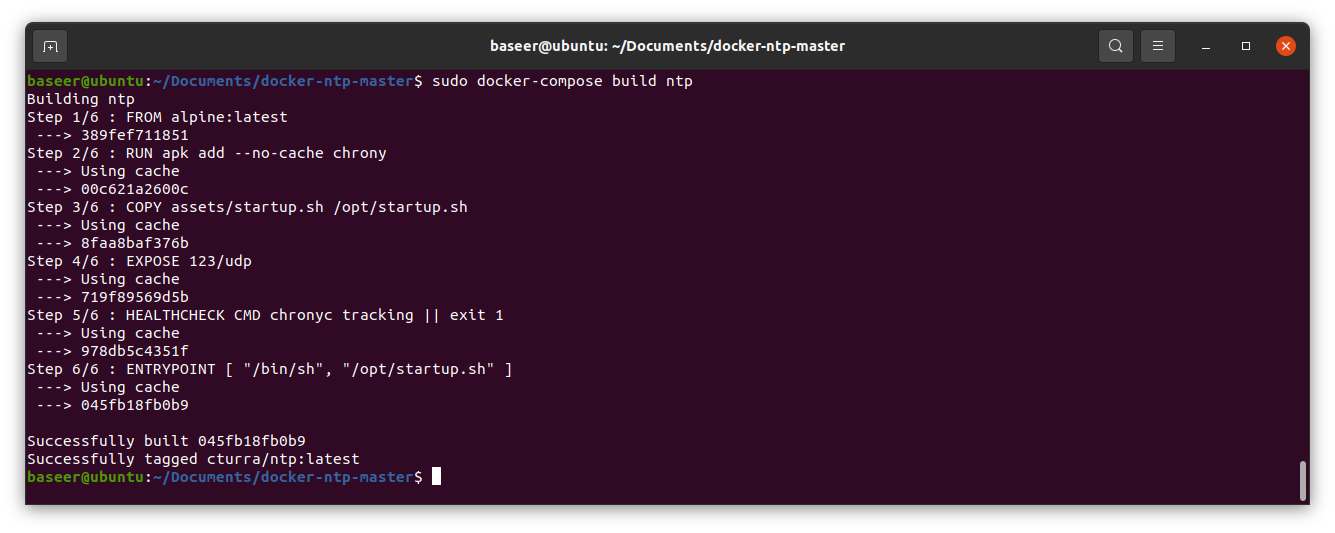 baseer@ubuntu: ~/Documents/docker-ntp-master
baseer@ubuntu:~/Documents/docker-ntp-master$ sudo docker-compose build ntp
Building ntp
Step 1/6 : FROM alpine:latest
 ---> 389fef711851
Step 2/6 : RUN apk add --no-cache chrony
 ---> Using cache
 ---> 00c621a2600c
Step 3/6 : COPY assets/startup.sh /opt/startup.sh
 ---> Using cache
 ---> 8faa8baf376b
Step 4/6 : EXPOSE 123/udp
 ---> Using cache
 ---> 719f89569d5b
Step 5/6 : HEALTHCHECK CMD chronyc tracking || exit 1
 ---> Using cache
 ---> 978db5c4351f
Step 6/6 : ENTRYPOINT [ "/bin/sh", "/opt/startup.sh" ]
 ---> Using cache
 ---> 045fb18fb0b9
Successfully built 045fb18fb0b9
Successfully tagged cturra/ntp:latest
baseer@ubuntu:~/Documents/docker-ntp-master$